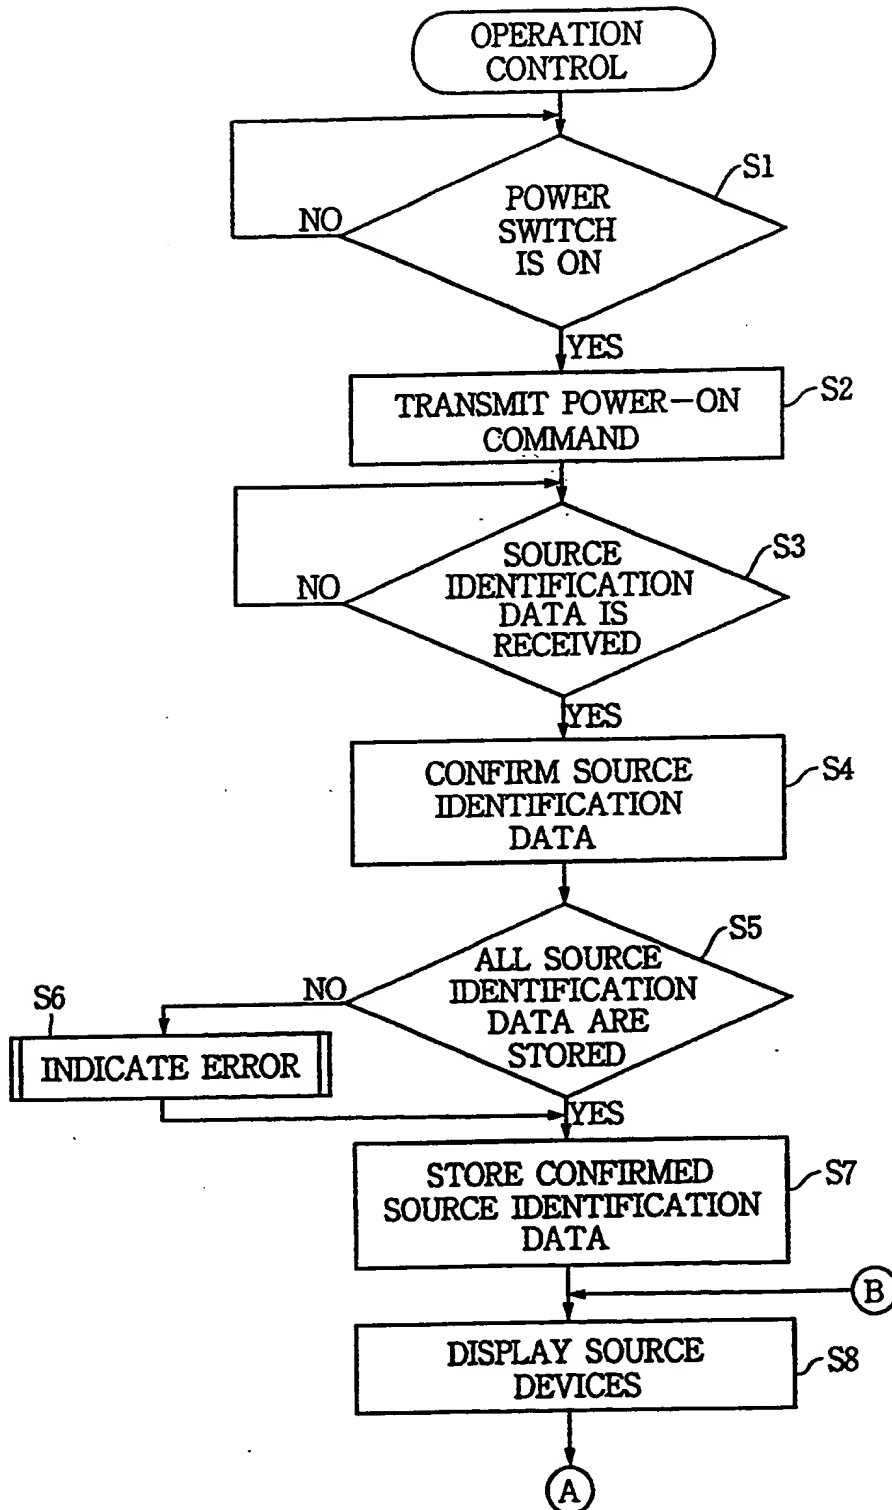 OPERATION
CONTROL
S1
POWER
SWITCH
IS ON
NO
YES
S2
TRANSMIT POWER-ON
COMMAND
S3
SOURCE
IDENTIFICATION
DATA IS
RECEIVED
NO
YES
S4
CONFIRM SOURCE
IDENTIFICATION
DATA
S5
ALL SOURCE
IDENTIFICATION
DATA ARE
STORED
NO
S6
INDICATE ERROR
YES
S7
STORE CONFIRMED
SOURCE IDENTIFICATION
DATA
B
S8
DISPLAY SOURCE
DEVICES
A